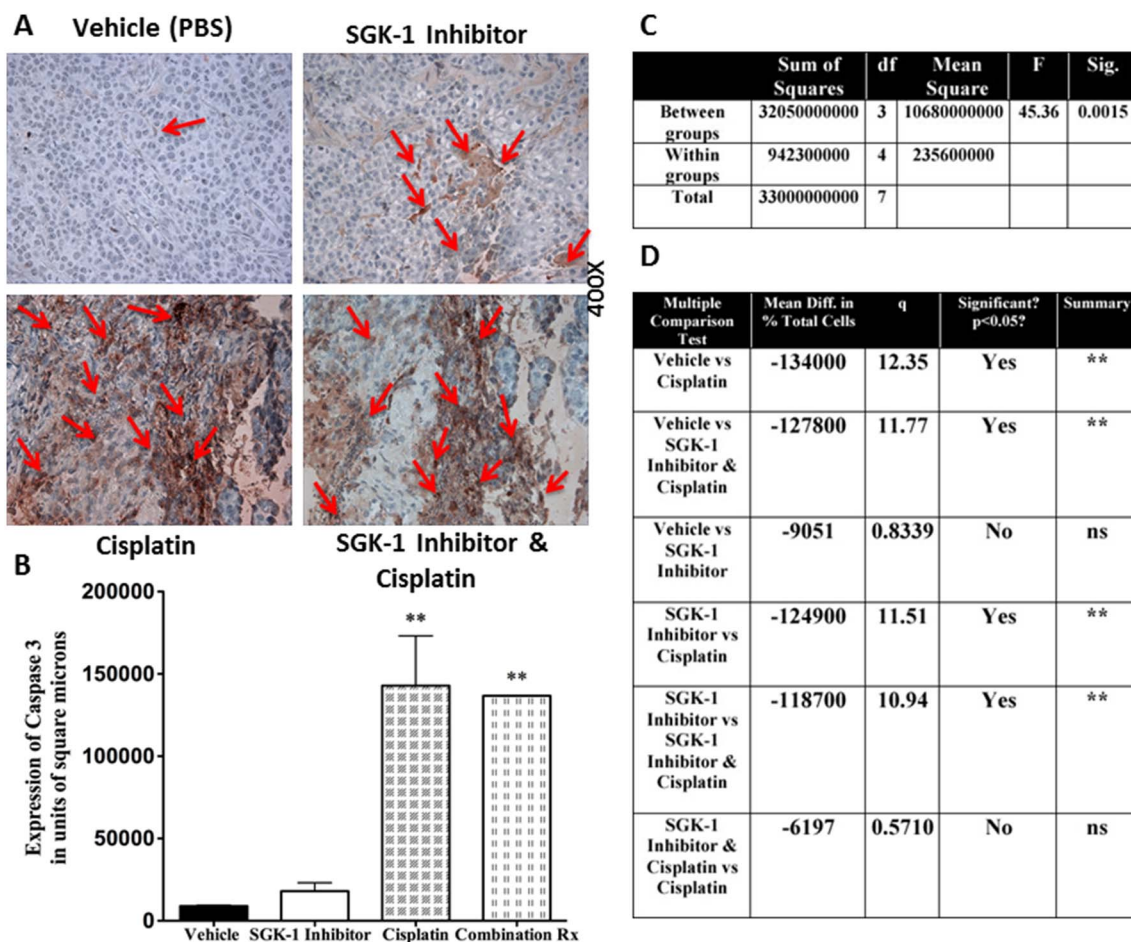 A
Vehicle (PBS)
SGK-1 Inhibitor
400X
Cisplatin
SGK-1 Inhibitor &
Cisplatin
B
Expression of Caspase 3
in units of square microns
200000
150000
100000
50000
0
**
**
Vehicle SGK-1 Inhibitor Cisplatin Combination Rx
C
Sum of Squares df Mean Square F Sig.
Between groups 32050000000 3 10680000000 45.36 0.0015
Within groups 942300000 4 235600000
Total 33000000000 7
D
Multiple Comparison Test Mean Diff. in % Total Cells q Significant? p<0.05? Summary
Vehicle vs Cisplatin -134000 12.35 Yes **
Vehicle vs SGK-1 Inhibitor & Cisplatin -127800 11.77 Yes **
Vehicle vs SGK-1 Inhibitor -9051 0.8339 No ns
SGK-1 Inhibitor vs Cisplatin -124900 11.51 Yes **
SGK-1 Inhibitor vs SGK-1 Inhibitor & Cisplatin -118700 10.94 Yes **
SGK-1 Inhibitor & Cisplatin vs Cisplatin -6197 0.5710 No ns